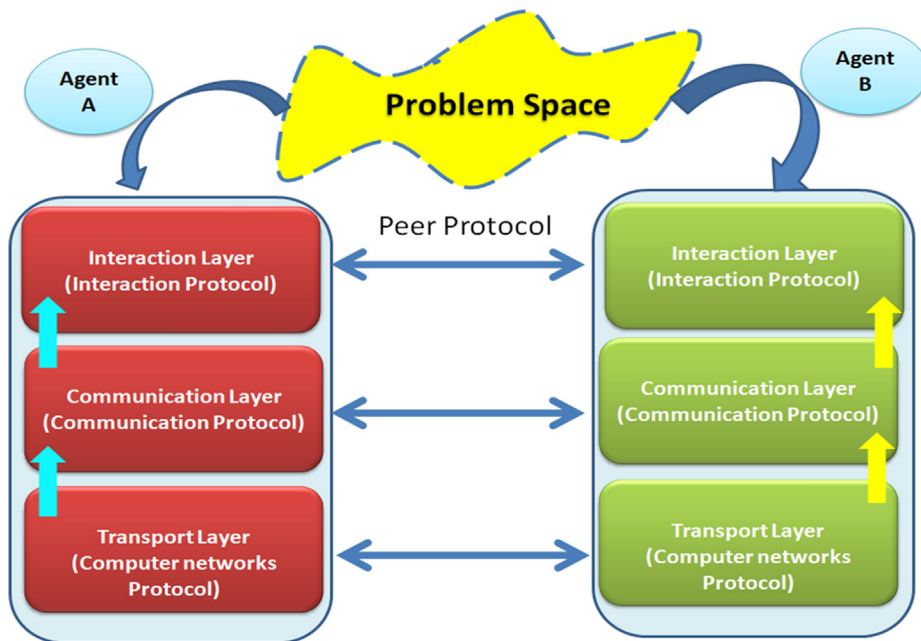 Agent
A
Problem Space
Agent
B
Peer Protocol
Interaction Layer
(Interaction Protocol)
Communication Layer
(Communication Protocol)
Transport Layer
(Computer networks
Protocol)
Interaction Layer
(Interaction Protocol)
Communication Layer
(Communication Protocol)
Transport Layer
(Computer networks
Protocol)